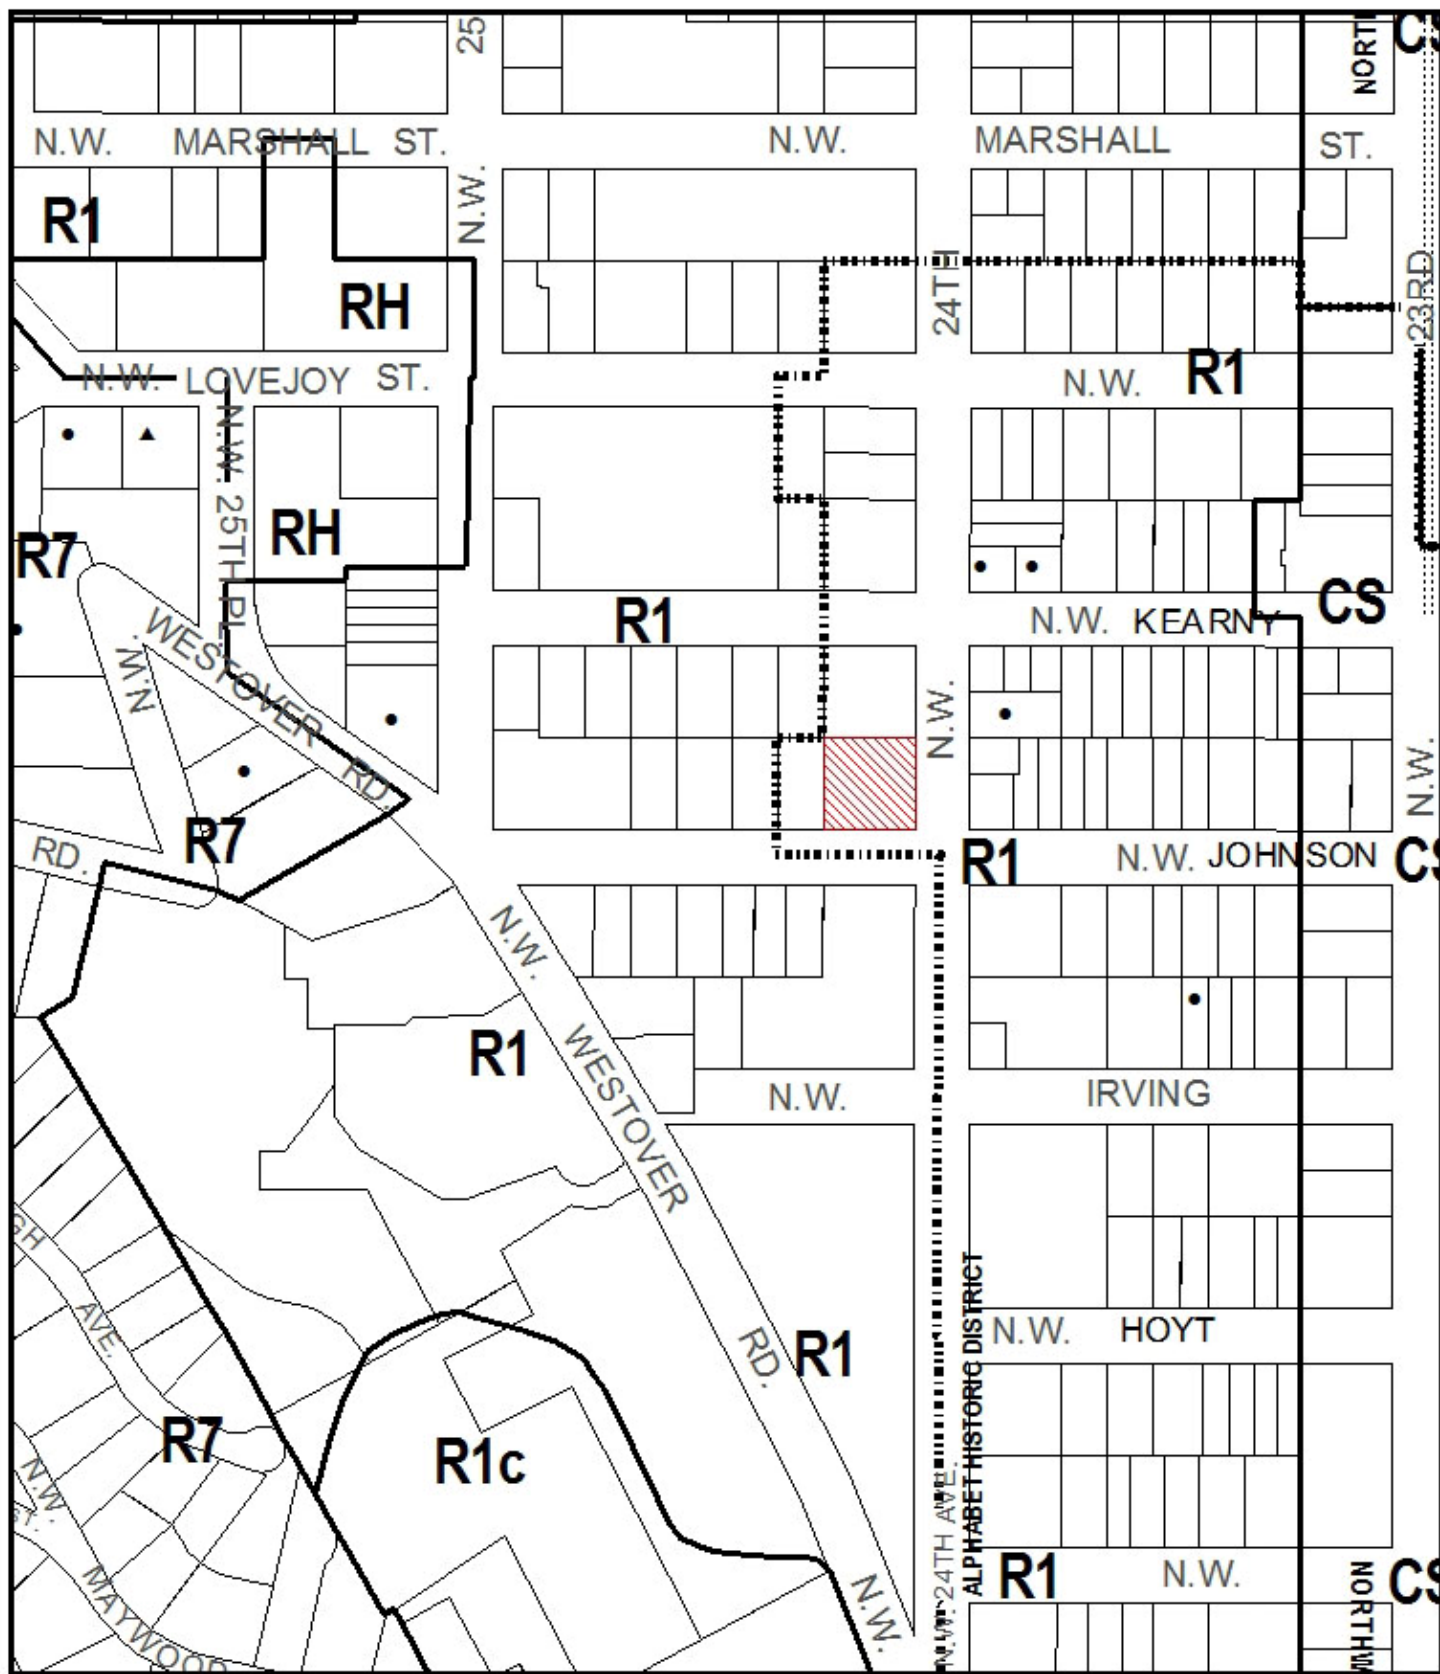 25
NORTH
CS
N.W. MARSHALL ST.
N.W. MARSHALL ST.
N.W.
R1
24TH
23RD
RH
N.W. LOVEJOY ST.
N.W.
R1
N.W. 25TH PL.
RH
R7
R1
N.W. KEARNY
CS
WESTOVER RD.
N.W.
N.W.
N.W.
R7
RD.
R1
N.W. JOHNSON
CS
N.W. WESTOVER RD.
R1
N.W. IRVING
GH AVE.
ALPHABET HISTORIC DISTRICT
N.W. HOYT
R1
R7
R1c
N.W. 24TH AVE.
N.W.
ST.
MAYWOOD
N.W.
R1
N.W.
NORTHW
CS